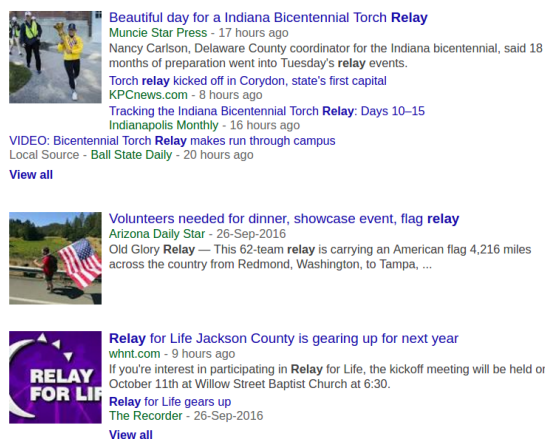 Beautiful day for a Indiana Bicentennial Torch Relay
Muncie Star Press - 17 hours ago
Nancy Carlson, Delaware County coordinator for the Indiana bicentennial, said 18
months of preparation went into Tuesday's relay events.
Torch relay kicked off in Corydon, state's first capital
KPCnews.com - 8 hours ago
Tracking the Indiana Bicentennial Torch Relay: Days 10–15
Indianapolis Monthly - 16 hours ago
VIDEO: Bicentennial Torch Relay makes run through campus
Local Source - Ball State Daily - 20 hours ago
View all
Volunteers needed for dinner, showcase event, flag relay
Arizona Daily Star - 26-Sep-2016
Old Glory Relay — This 62-team relay is carrying an American flag 4,216 miles
across the country from Redmond, Washington, to Tampa, ...
RELAY
FOR LIF
Relay for Life Jackson County is gearing up for next year
whnt.com - 9 hours ago
If you're interested in participating in Relay for Life, the kickoff meeting will be held or
October 11th at Willow Street Baptist Church at 6:30.
Relay for Life gears up
The Recorder - 26-Sep-2016
View all